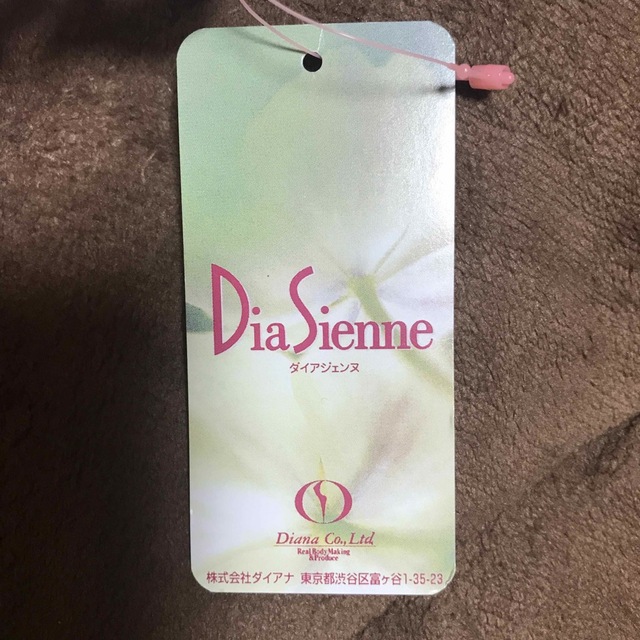 DiaSienne
ダイアジェンヌ
Diana Co., Ltd
Real Body Making
&Produce
株式会社ダイアナ 東京都渋谷区富ヶ谷1-35-23